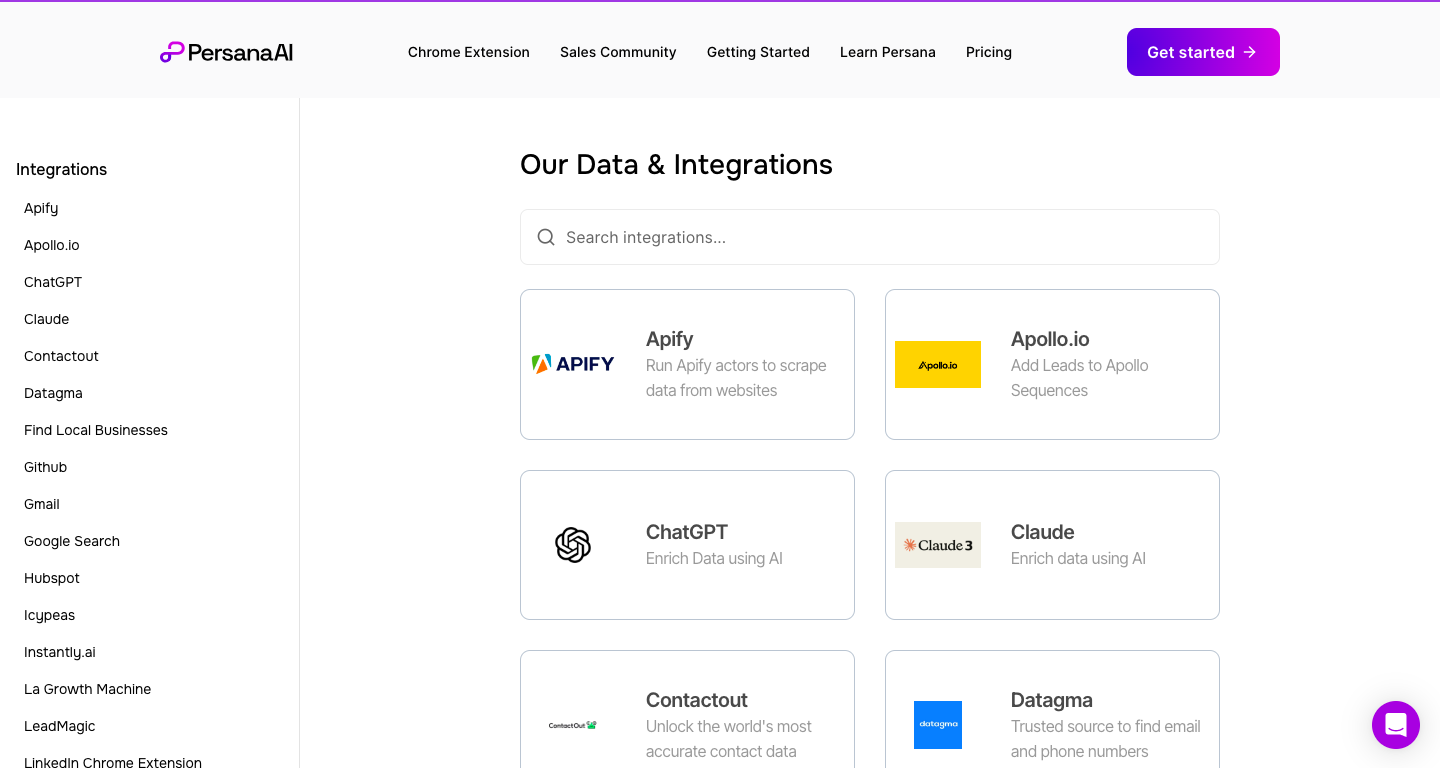 PersanaAI
Chrome Extension
Sales Community
Getting Started
Learn Persana
Pricing
Get started
Integrations
Apify
Apollo.io
ChatGPT
Claude
Contactout
Datagma
Find Local Businesses
Github
Gmail
Google Search
Hubspot
Icypeas
Instantly.ai
La Growth Machine
LeadMagic
LinkedIn Chrome Extension
Our Data & Integrations
Search integrations...
APIFY
Apify
Run Apify actors to scrape
data from websites
Apollo.io
Apollo.io
Add Leads to Apollo
Sequences
ChatGPT
Enrich Data using AI
Claude 3
Claude
Enrich data using AI
ContactOut
Contactout
Unlock the world's most
accurate contact data
datagma
Datagma
Trusted source to find email
and phone numbers